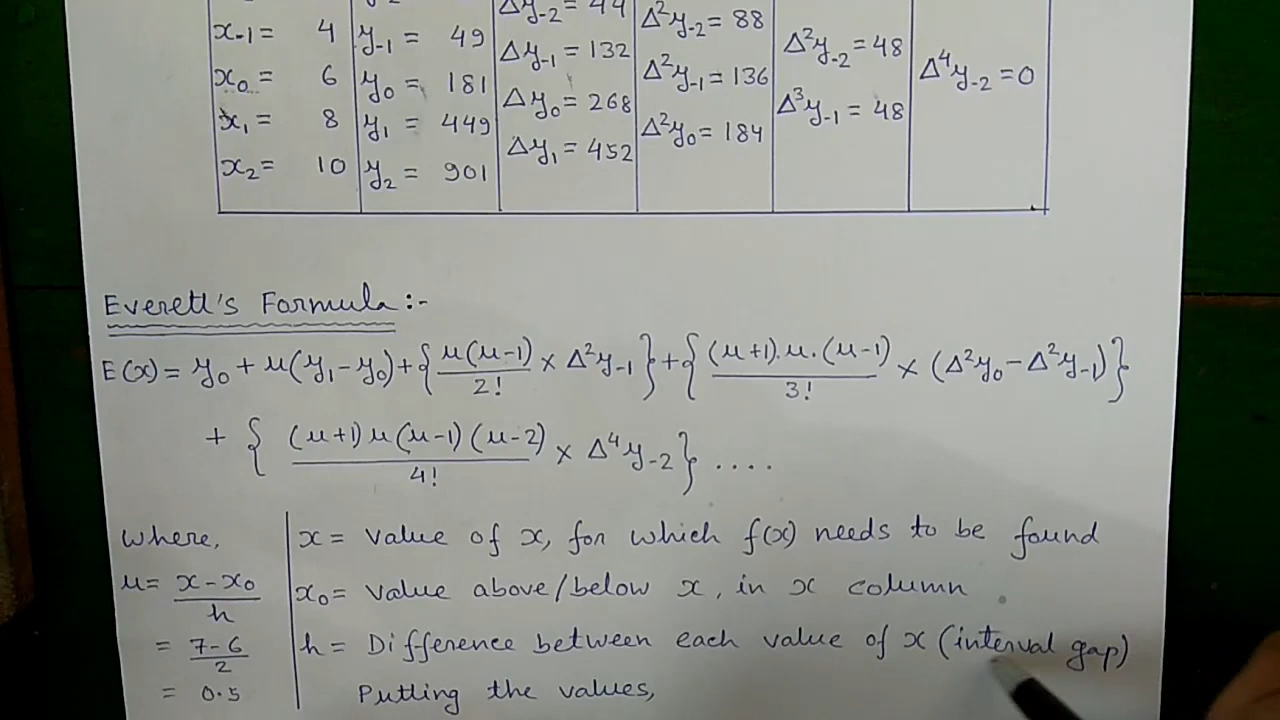 Δy₋₂ = 44
x₋₁ = 4 | y₋₁ = 49 | Δy₋₁ = 132 | Δ²y₋₂ = 88 | Δ²y₋₂ = 48 | Δ⁴y₋₂ = 0
x₀ = 6 | y₀ = 181 | Δy₀ = 268 | Δ²y₋₁ = 136 | Δ³y₋₁ = 48
x₁ = 8 | y₁ = 449 | Δy₁ = 452 | Δ²y₀ = 184
x₂ = 10 | y₂ = 901
Everett's Formula :-
E(x) = y₀ + u(y₁ - y₀) + {u(u-1)/2! × Δ²y₋₁} + {(u+1).u.(u-1)/3! × (Δ²y₀ - Δ²y₋₁)}
+ {(u+1)u(u-1)(u-2)/4! × Δ⁴y₋₂} ....
where, | x = value of x, for which f(x) needs to be found
u = x - x₀/h | x₀ = value above/below x, in x column .
= 7-6/2 | h = Difference between each value of x (interval gap)
= 0.5 | Putting the values,